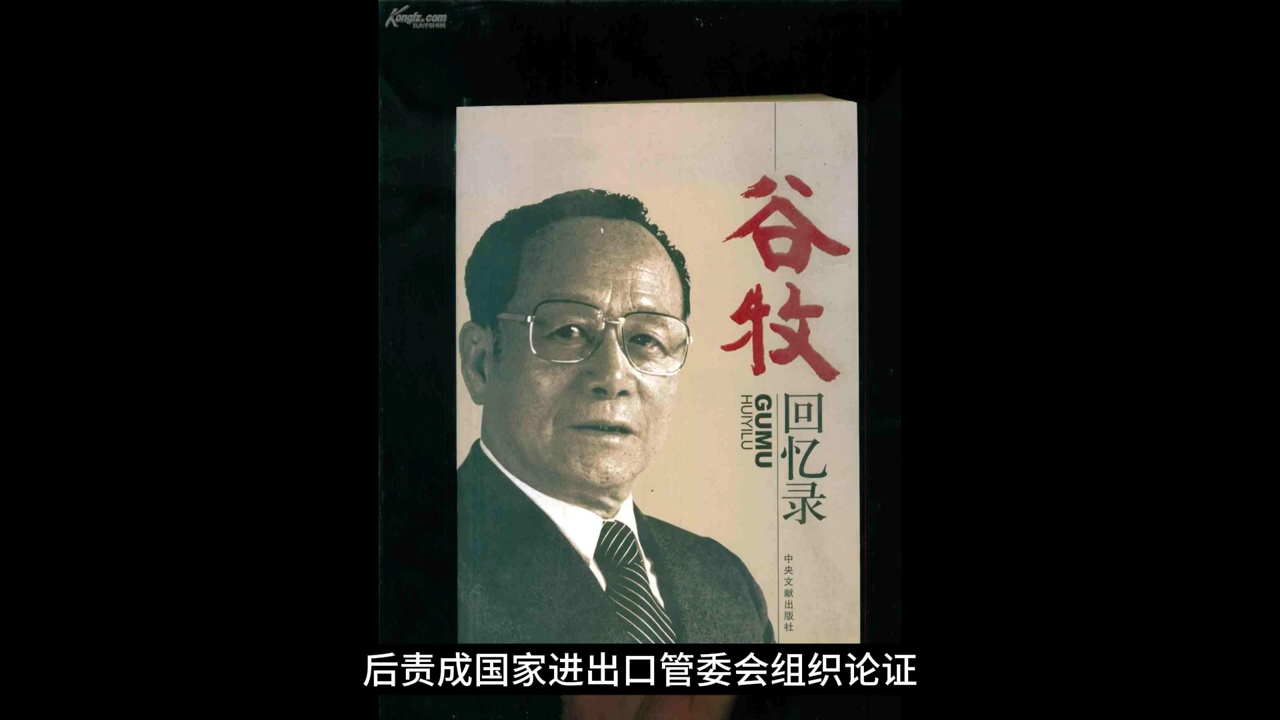 Kongfz.com
谷牧
回忆录
GUMU
HUIYILU
中央文献出版社
后责成国家进出口管委会组织论证